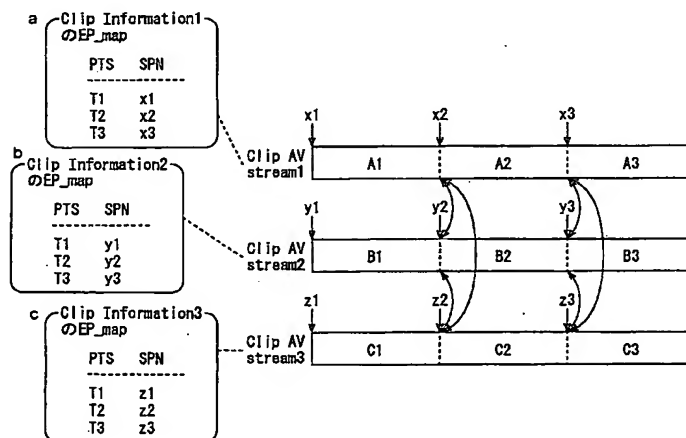 a
Clip Information1
のEP_map
PTS SPN
T1 x1
T2 x2
T3 x3
b
Clip Information2
のEP_map
PTS SPN
T1 y1
T2 y2
T3 y3
c
Clip Information3
のEP_map
PTS SPN
T1 z1
T2 z2
T3 z3
x1 x2 x3
Clip AV
stream1
A1 A2 A3
y1 y2 y3
Clip AV
stream2
B1 B2 B3
z1 z2 z3
Clip AV
stream3
C1 C2 C3